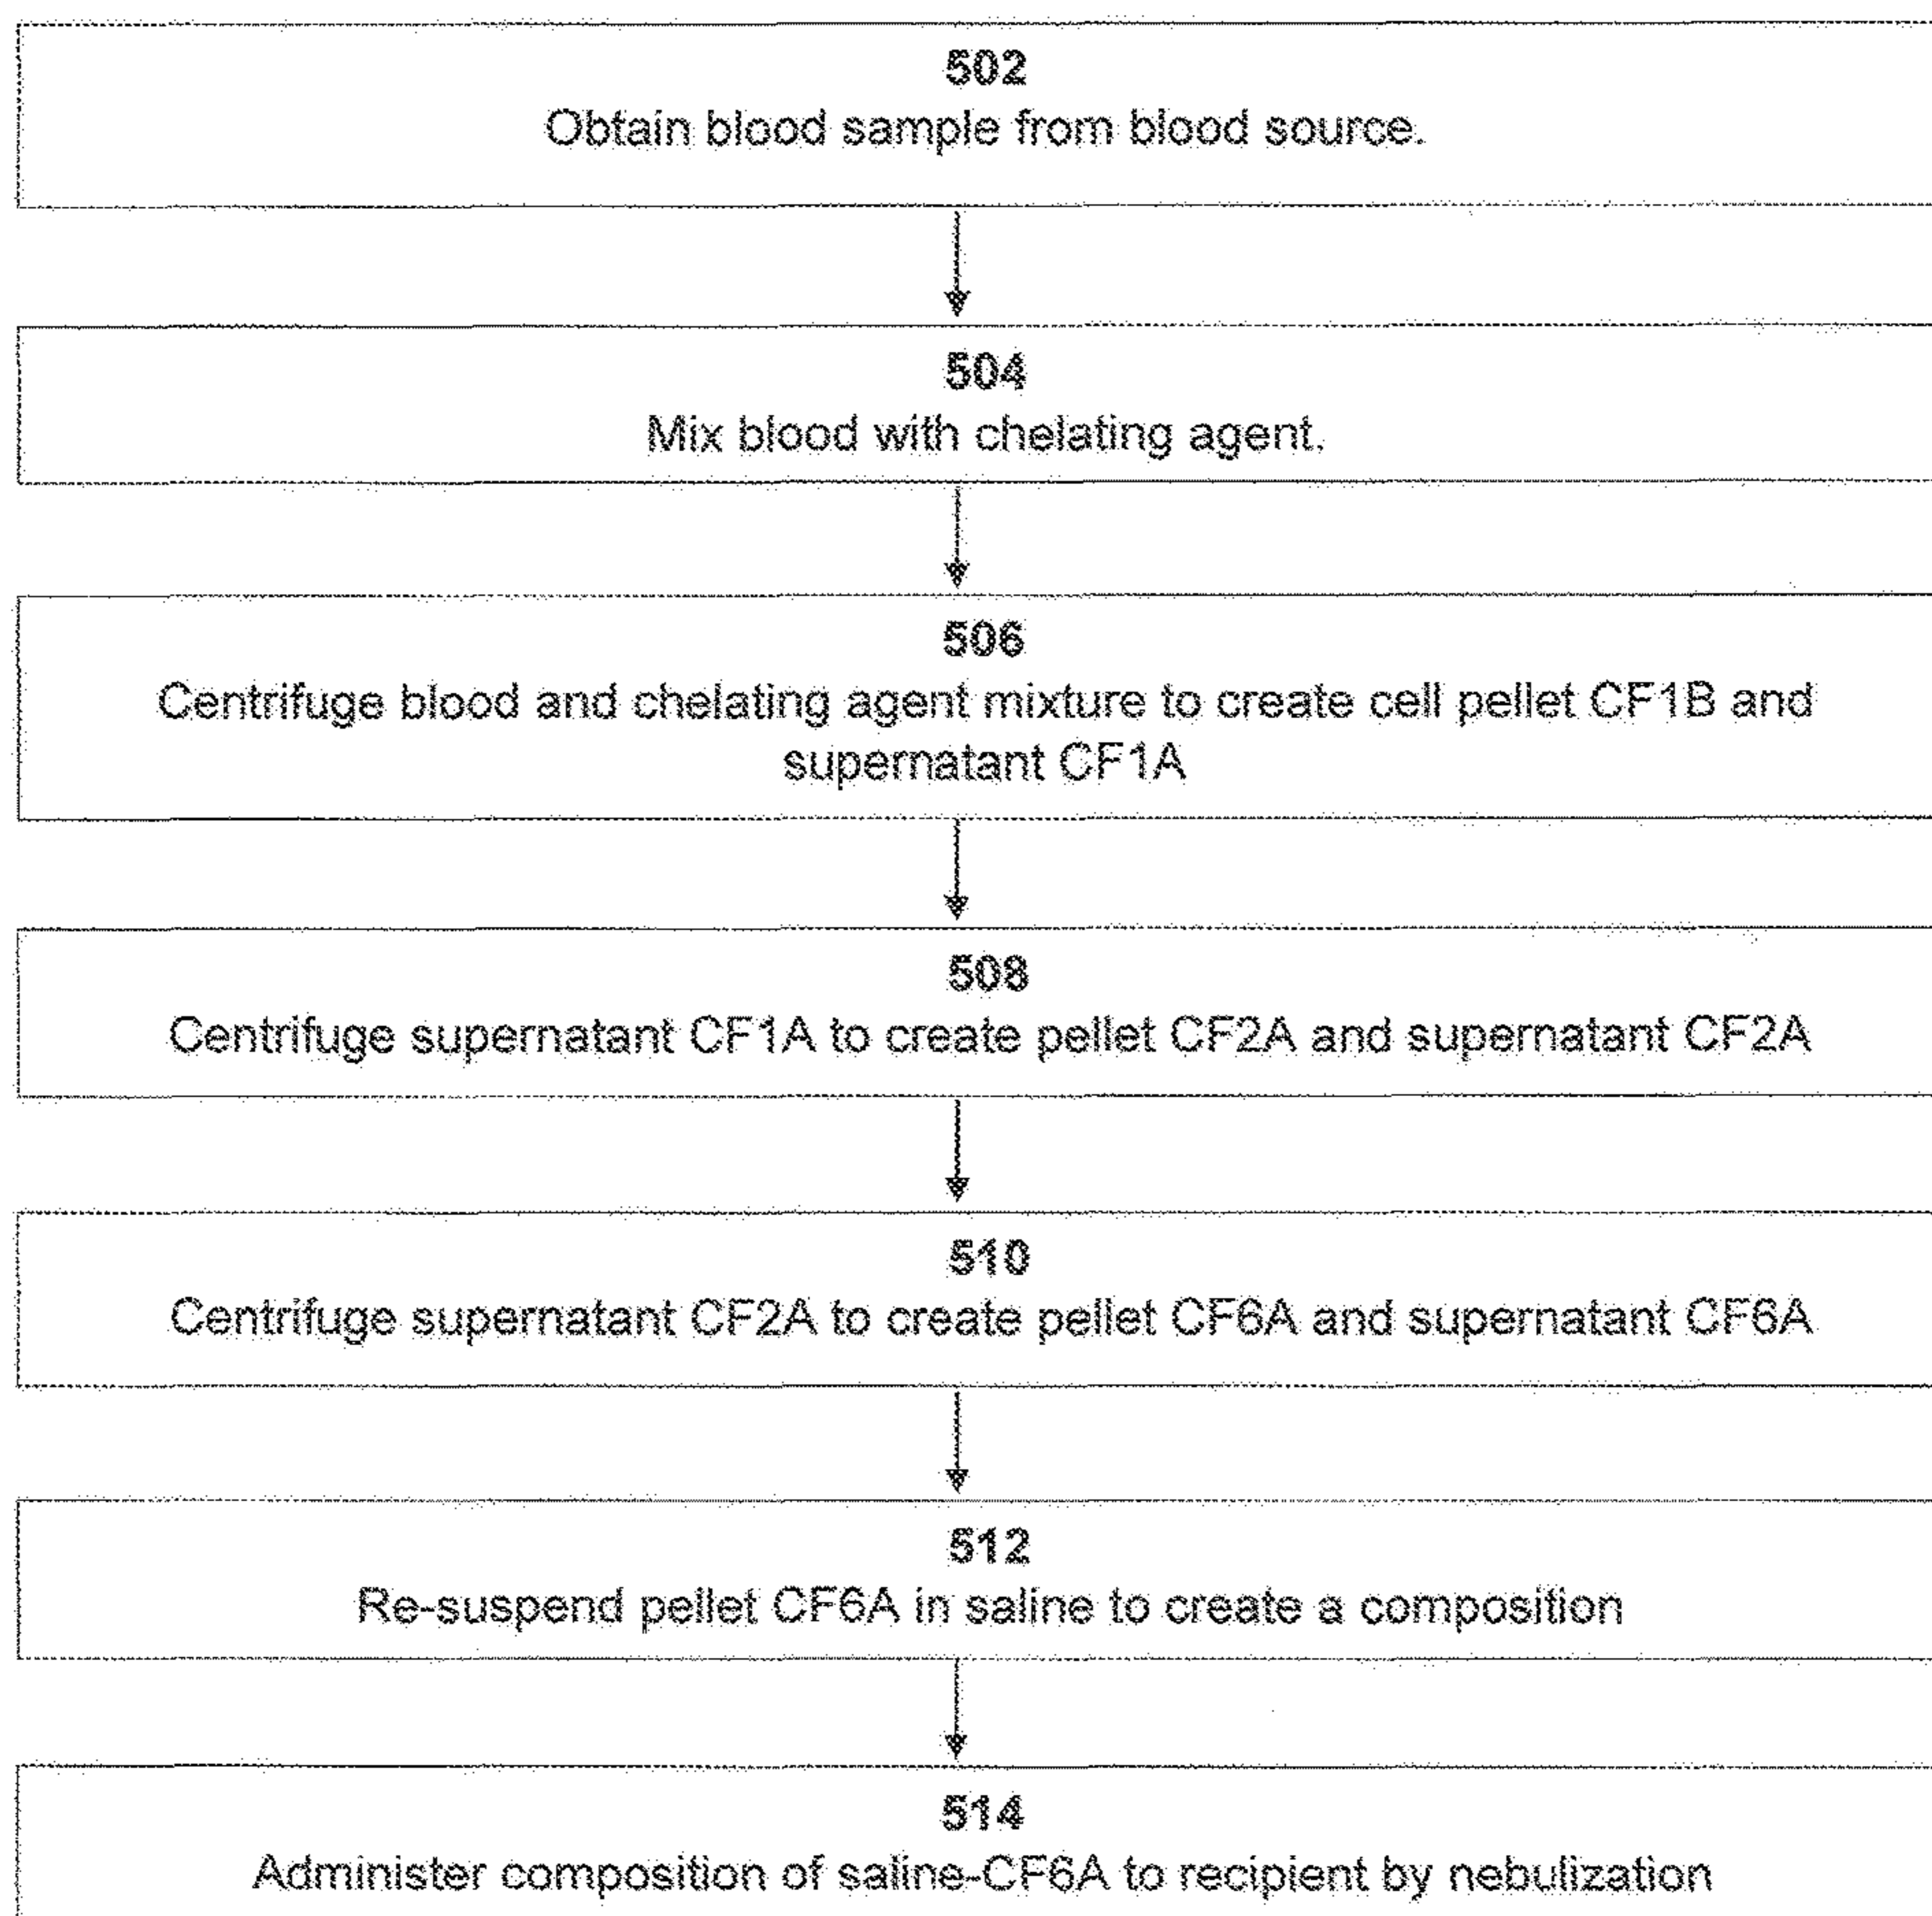 502
Obtain blood sample from blood source.
504
Mix blood with chelating agent.
506
Centrifuge blood and chelating agent mixture to create cell pellet CF1B and
supernatant CF1A
508
Centrifuge supernatant CF1A to create pellet CF2A and supernatant CF2A
510
Centrifuge supernatant CF2A to create pellet CF6A and supernatant CF6A
512
Re-suspend pellet CF6A in saline to create a composition
514
Administer composition of saline-CF6A to recipient by nebulization